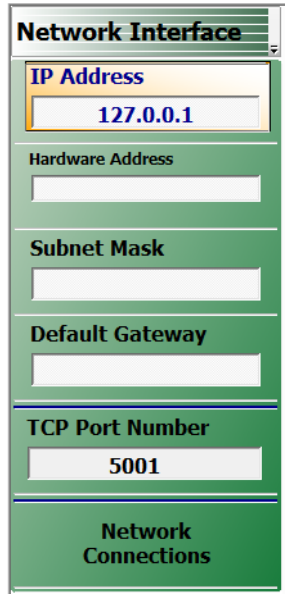 Network Interface
IP Address
127.0.0.1
Hardware Address
Subnet Mask
Default Gateway
TCP Port Number
5001
Network
Connections